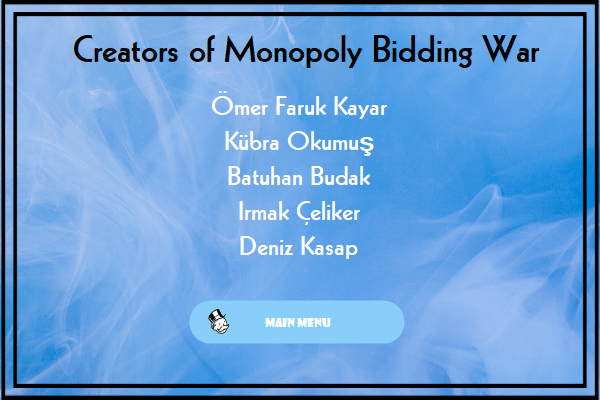 Creators of Monopoly Bidding War
Ömer Faruk Kayar
Kübra Okumuş
Batuhan Budak
Irmak Çeliker
Deniz Kasap
MAIN MENU